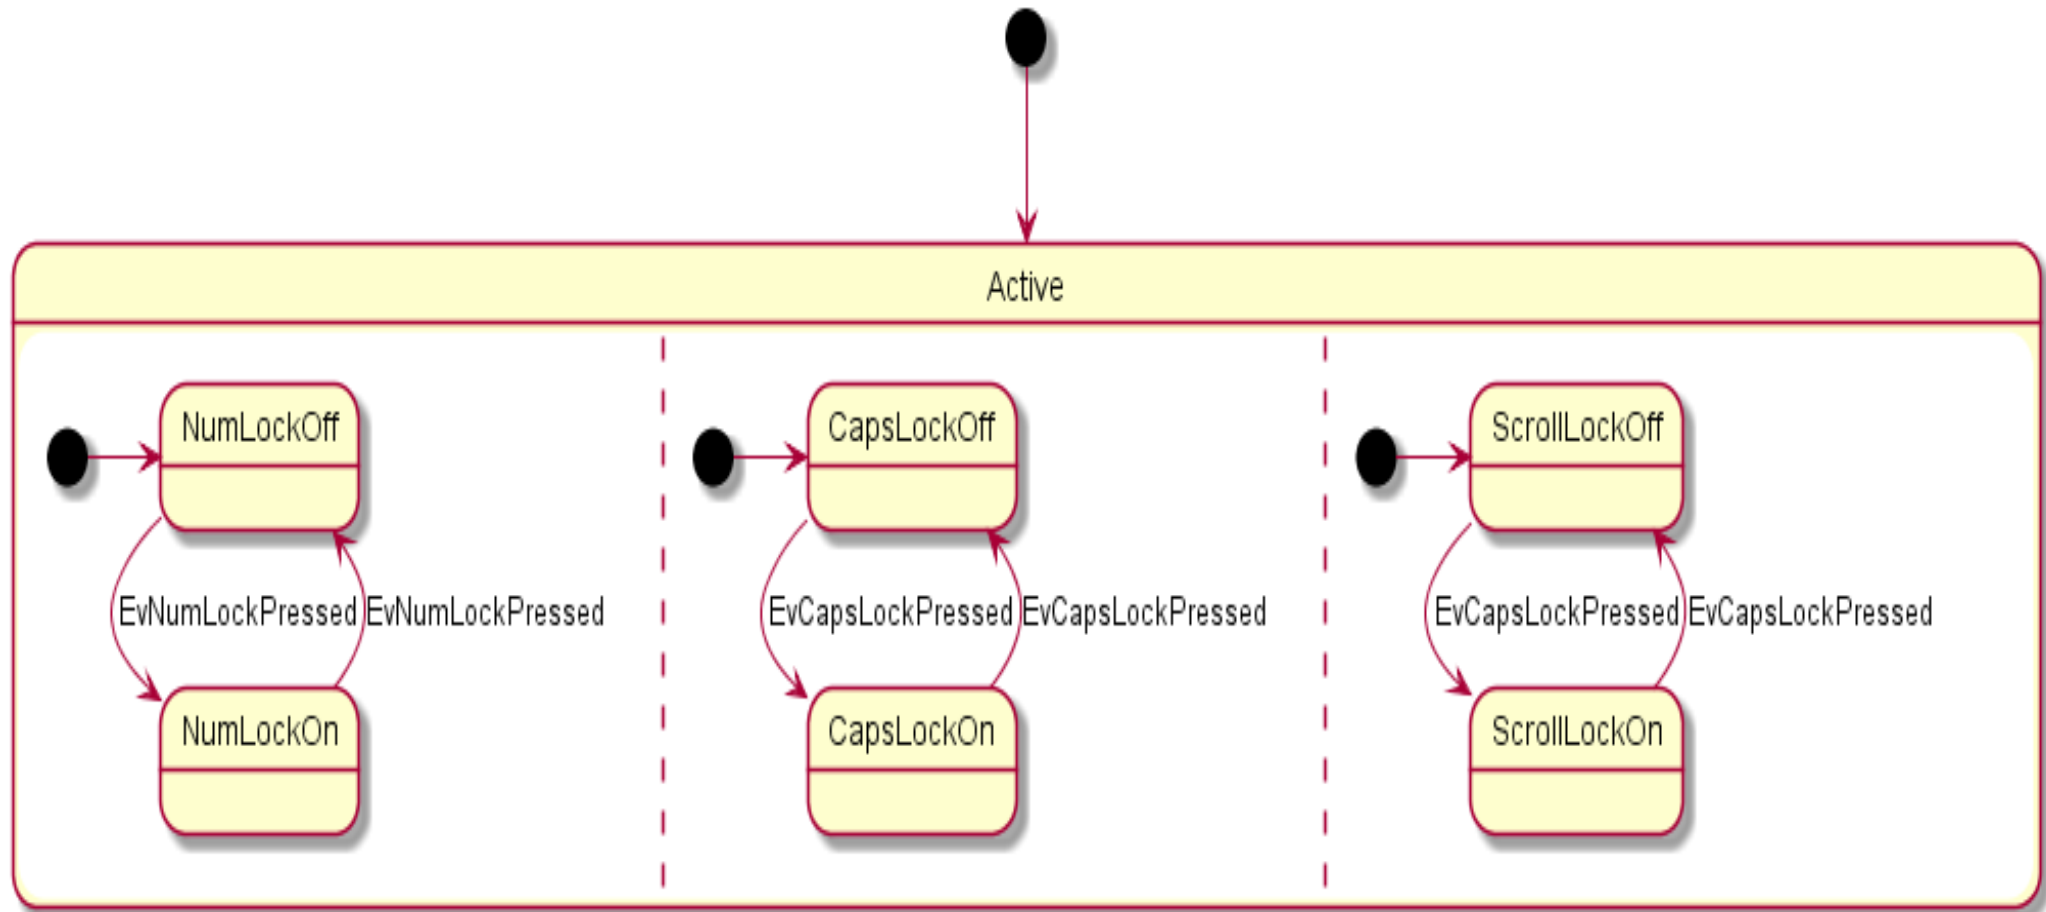 Active
NumLockOff
EvNumLockPressed
EvNumLockPressed
NumLockOn
CapsLockOff
EvCapsLockPressed
EvCapsLockPressed
CapsLockOn
ScrollLockOff
EvCapsLockPressed
EvCapsLockPressed
ScrollLockOn